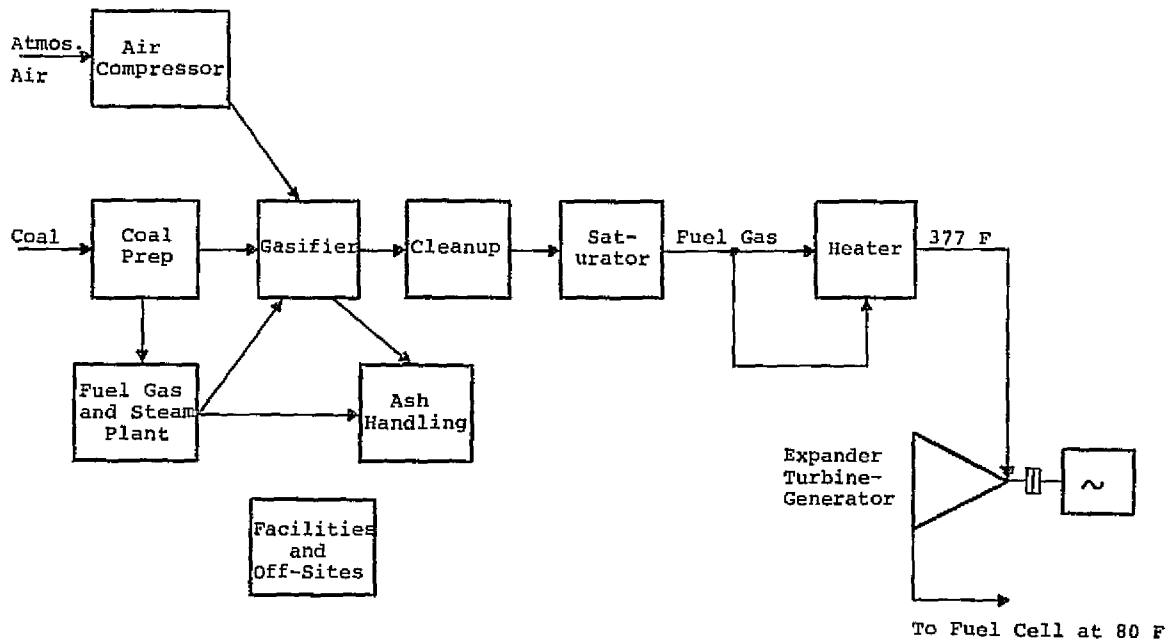 Atmos.
Air
Air
Compressor
Coal
Coal
Prep
Gasifier
Cleanup
Sat-
urator
Fuel Gas
Heater
377 F
Fuel Gas
and Steam
Plant
Ash
Handling
Expander
Turbine-
Generator
~
Facilities
and
Off-Sites
To Fuel Cell at 80 F